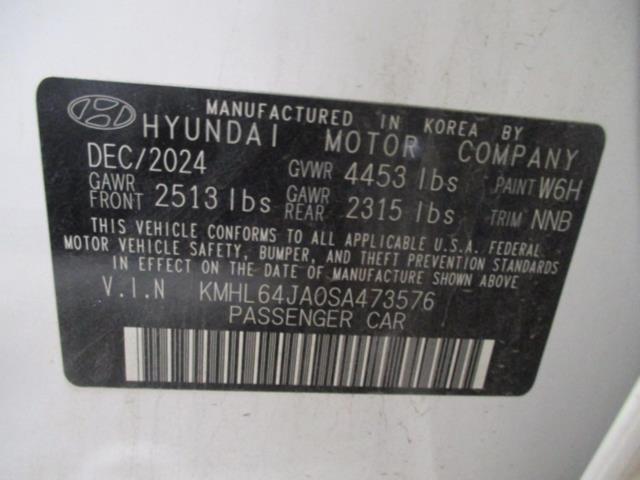 MANUFACTURED IN KOREA BY
HYUNDAI MOTOR COMPANY
DEC/2024 GVWR 4453 lbs PAINT W6H
GAWR FRONT 2513 lbs GAWR REAR 2315 lbs TRIM NNB
THIS VEHICLE CONFORMS TO ALL APPLICABLE U.S.A. FEDERAL
MOTOR VEHICLE SAFETY, BUMPER, AND THEFT PREVENTION STANDARDS
IN EFFECT ON THE DATE OF MANUFACTURE SHOWN ABOVE
V.I.N KMHL64JA0SA473576
PASSENGER CAR